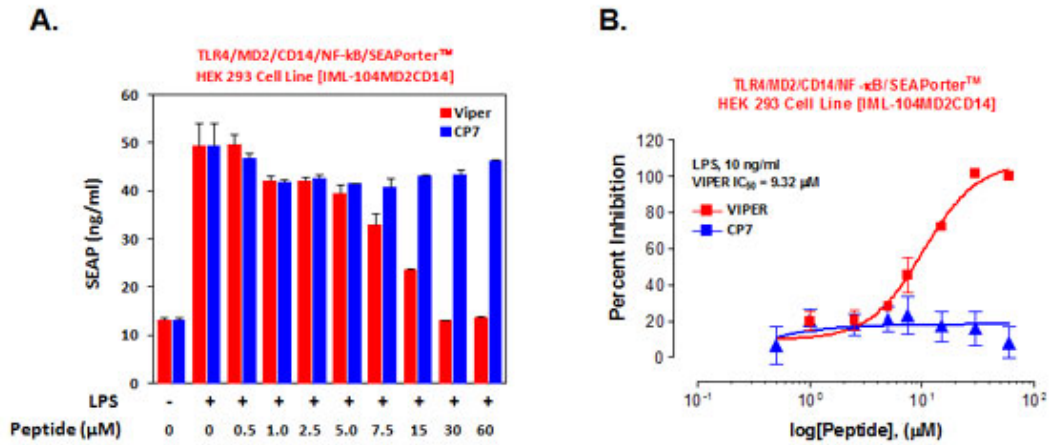 A.
TLR4/MD2/CD14/NF-kB/SEAPorter™
HEK 293 Cell Line [IML-104MD2CD14]
60
50
40
30
20
10
0
SEAP (ng/ml)
Viper
CP7
LPS - + + + + + + + + +
Peptide (µM) 0 0 0.5 1.0 2.5 5.0 7.5 15 30 60
B.
TLR4/MD2/CD14/NF-κB/SEAPorter™
HEK 293 Cell Line [IML-104MD2CD14]
120
100
80
60
40
20
0
Percent Inhibition
LPS, 10 ng/ml
VIPER IC50 = 9.32 µM
VIPER
CP7
10-1 100 101 102
log[Peptide], (µM)